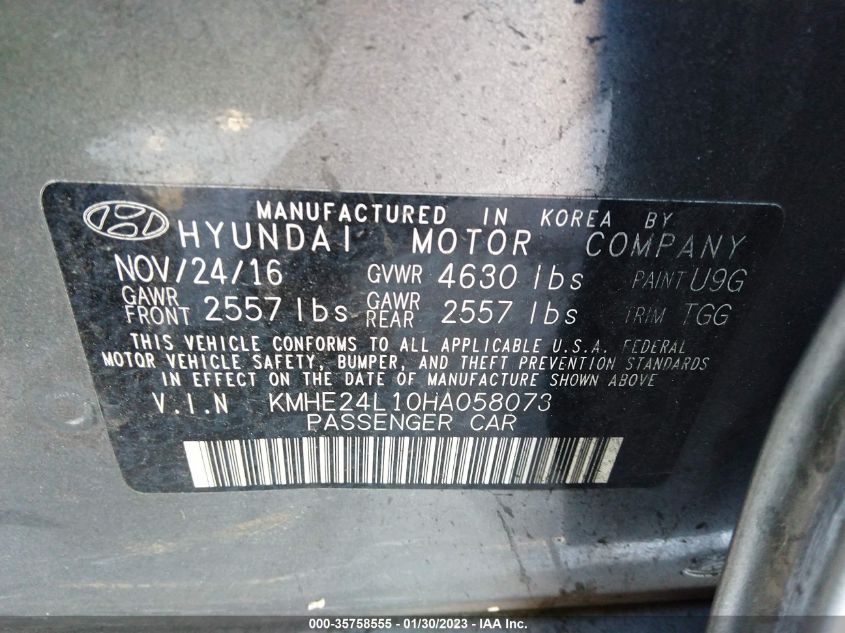 MANUFACTURED IN KOREA BY
HYUNDAI MOTOR COMPANY
NOV/24/16 GVWR 4630 lbs PAINT U9G
GAWR FRONT 2557 lbs GAWR REAR 2557 lbs TRIM TGG
THIS VEHICLE CONFORMS TO ALL APPLICABLE U.S.A. FEDERAL
MOTOR VEHICLE SAFETY, BUMPER, AND THEFT PREVENTION STANDARDS
IN EFFECT ON THE DATE OF MANUFACTURE SHOWN ABOVE
V.I.N KMHE24L10HA058073
PASSENGER CAR
000-35758555 - 01/30/2023 - IAA Inc.